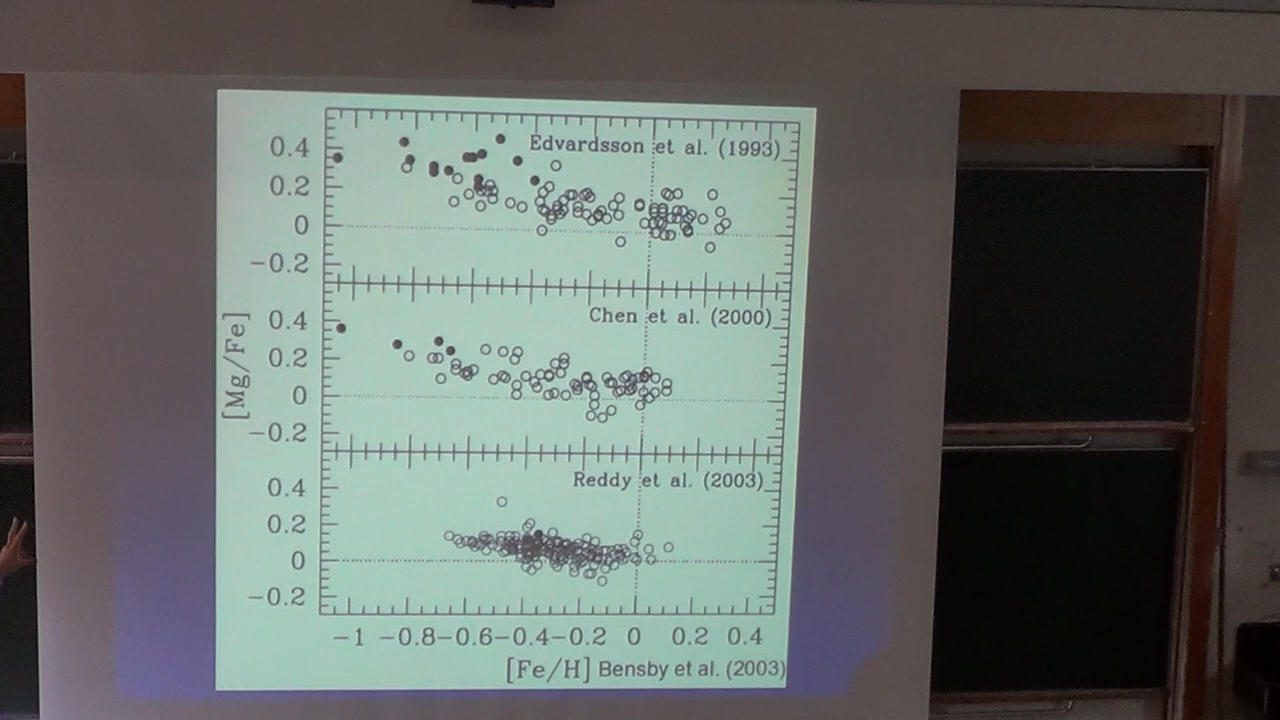 Edvardsson et al. (1993)
0.4
0.2
0
−0.2
Chen et al. (2000)
0.4
0.2
0
−0.2
[Mg/Fe]
Reddy et al. (2003)
0.4
0.2
0
−0.2
−1 −0.8 −0.6 −0.4 −0.2 0 0.2 0.4
[Fe/H] Bensby et al. (2003)